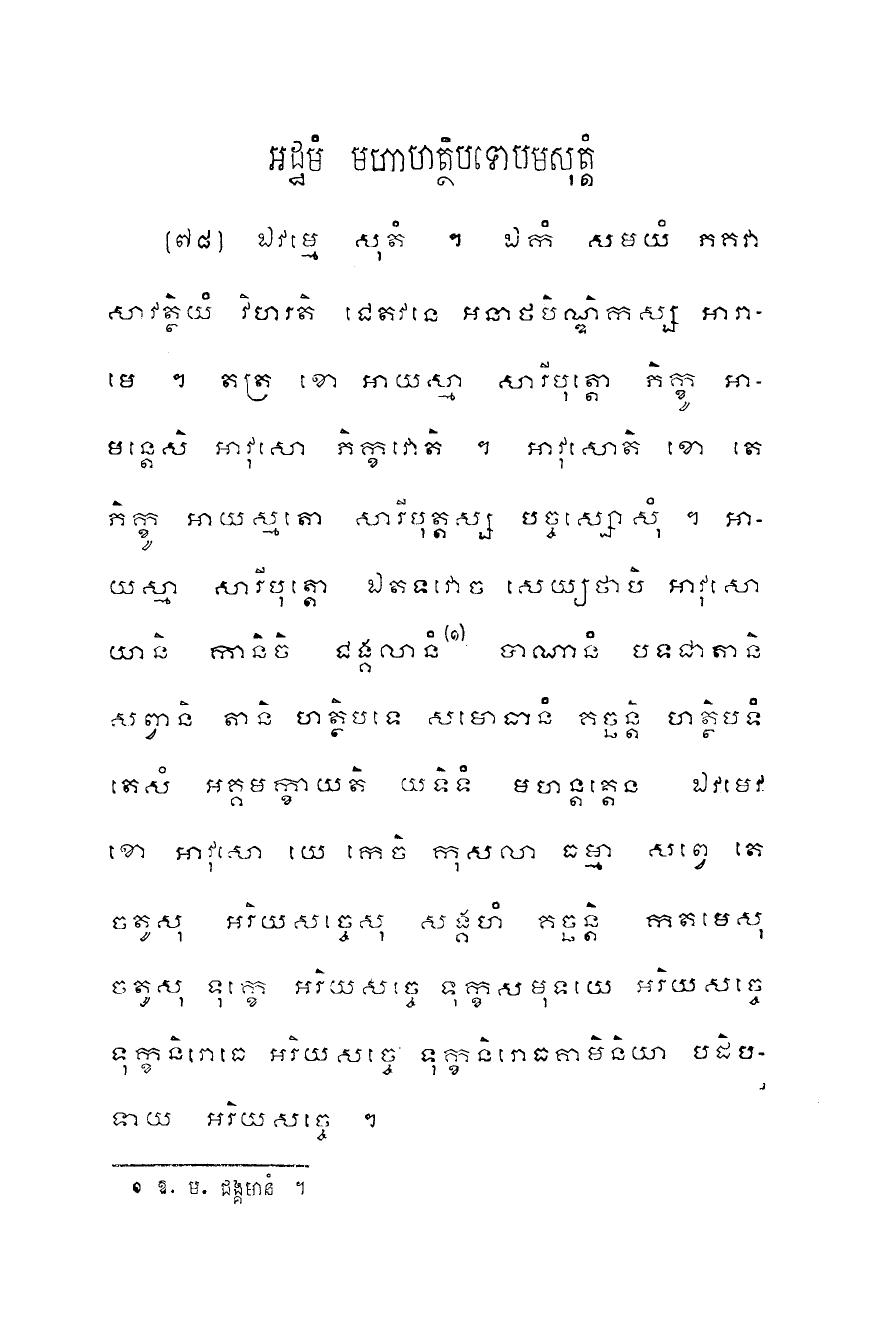 អដ្ឋមំ មហាហត្ថិបទោបមសុត្តំ
(៧៨) ឯវម្មេ សុតំ ។ ឯកំ សមយំ ភគវា
សាវត្ថិយំ វិហរតិ ជេតវនេ អនាថបិណ្ឌិកស្ស អារា-
មេ ។ តត្រ ខោ អាយស្មា សារីបុត្តោ ភិក្ខូ អា-
មន្តេសិ អាវុសោ ភិក្ខវោតិ ។ អាវុសោតិ ខោ តេ
ភិក្ខូ អាយស្មតោ សារីបុត្តស្ស បច្ចស្សោសុំ ។ អា-
យស្មា សារីបុត្តោ ឯតទវោច សេយ្យថាបិ អាវុសោ
យានិ កានិចិ ជង្គលានំ(១) បាណានំ បទជាតានិ
សព្វានិ តានិ ហត្ថិបទេ សមោធានំ គច្ឆន្តិ ហត្ថិបទំ
តេសំ អគ្គមក្ខាយតិ យទិទំ មហន្តត្តេន ឯវមេវ
ខោ អាវុសោ យេ កេចិ កុសលា ធម្មា សព្វេ តេ
ចតូសុ អរិយសច្ចេសុ សង្គហំ គច្ឆន្តិ កតមេសុ
ចតូសុ ទុក្ខេ អរិយសច្ចេ ទុក្ខសមុទយេ អរិយសច្ចេ
ទុក្ខនិរោធេ អរិយសច្ចេ ទុក្ខនិរោធគាមិនិយា បដិប-
ទាយ អរិយសច្ចេ ។
១ ឱ. ម. ជង្គមានំ ។